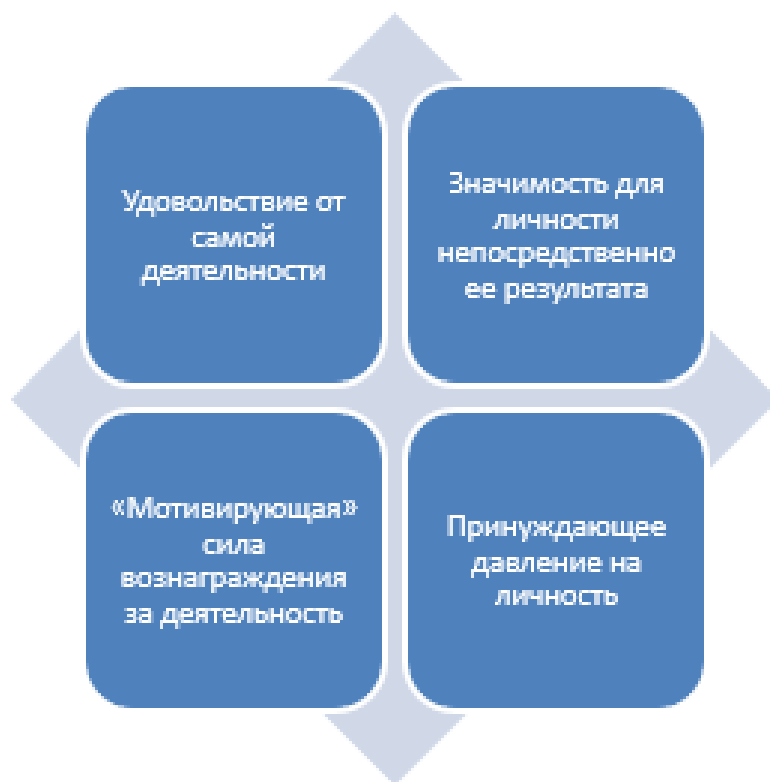 Удовольствие от
самой
деятельности
Значимость для
личности
непосредственно
ее результата
«Мотивирующая»
сила
вознаграждения
за деятельность
Принуждающее
давление на
личность